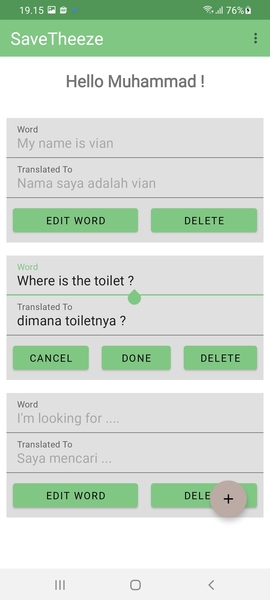 19.15 76%
SaveTheeze
Hello Muhammad !
Word
My name is vian
Translated To
Nama saya adalah vian
EDIT WORD DELETE
Word
Where is the toilet ?
Translated To
dimana toiletnya ?
CANCEL DONE DELETE
Word
I'm looking for ....
Translated To
Saya mencari ...
EDIT WORD DELE +